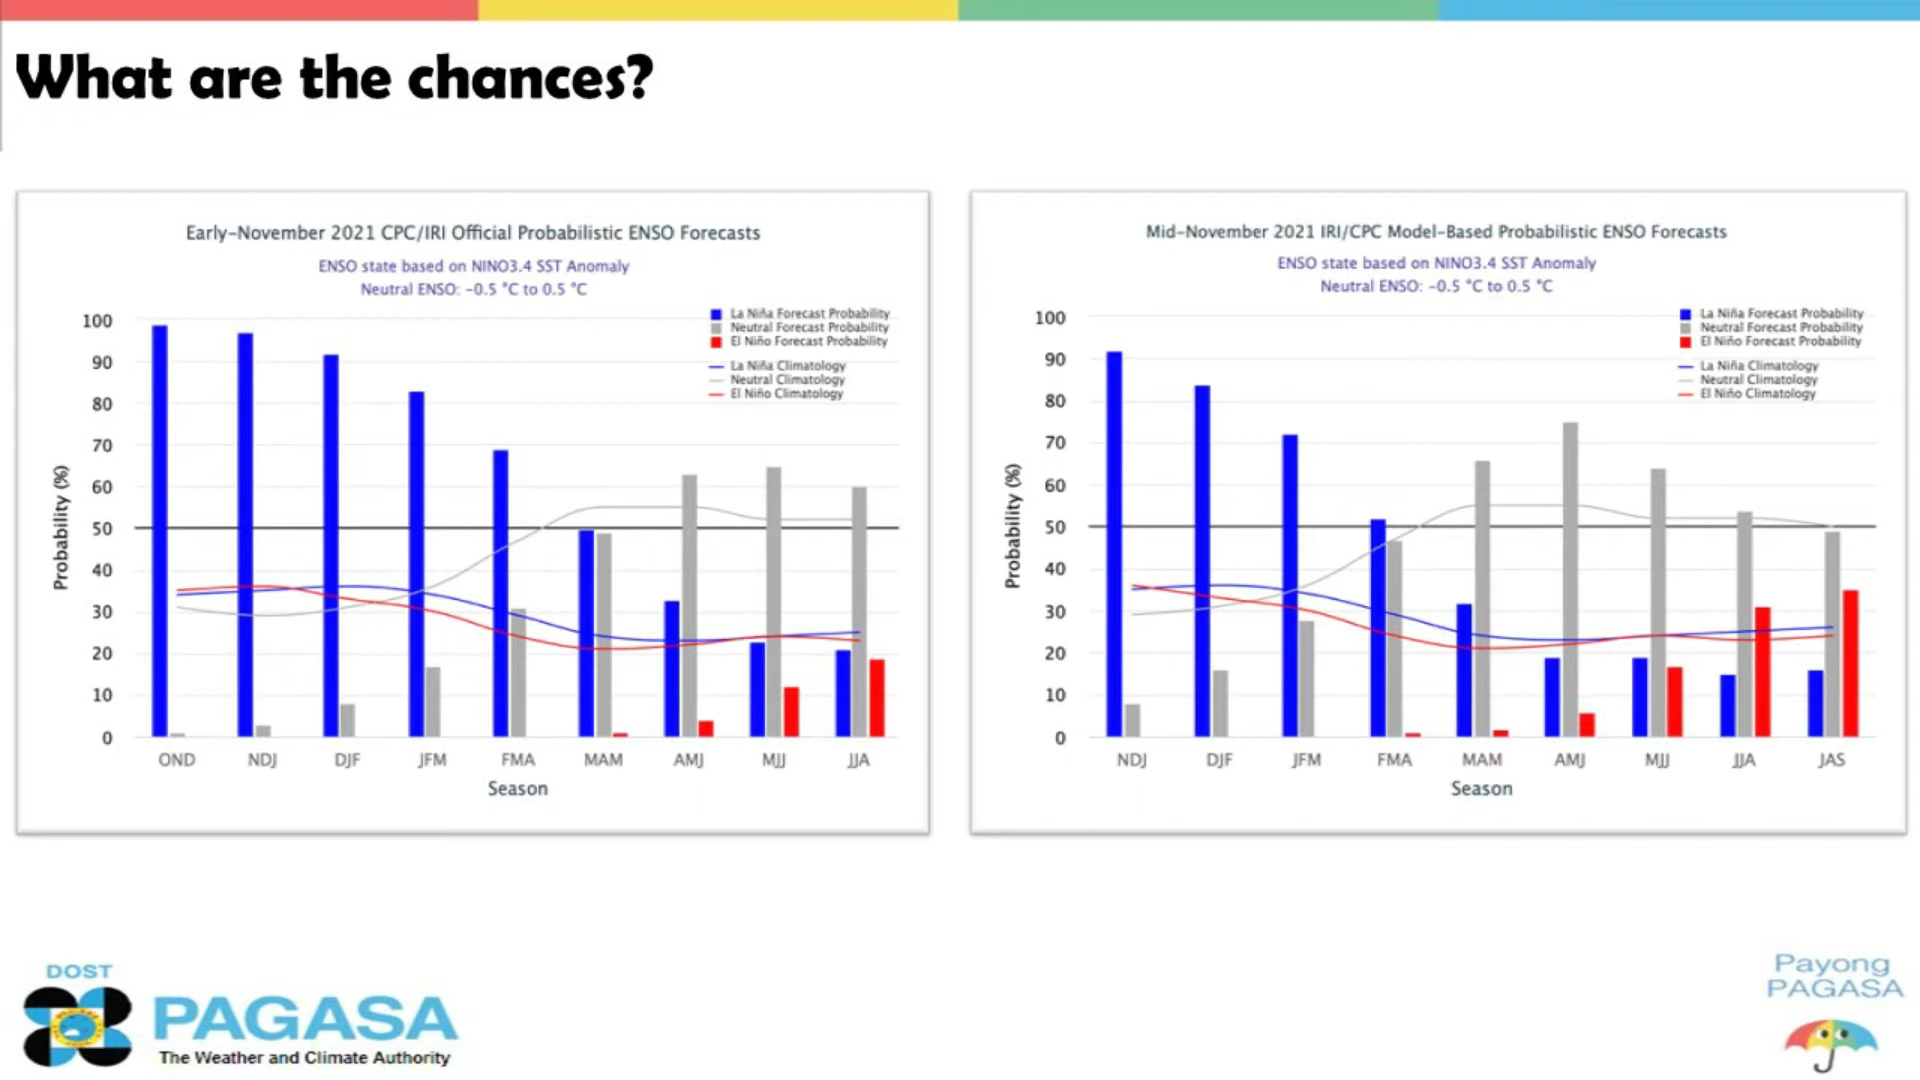 What are the chances?
Early-November 2021 CPC/IRI Official Probabilistic ENSO Forecasts
ENSO state based on NINO3.4 SST Anomaly
Neutral ENSO: -0.5 °C to 0.5 °C
La Niña Forecast Probability
Neutral Forecast Probability
El Niño Forecast Probability
La Niña Climatology
Neutral Climatology
El Niño Climatology
Probability (%)
100
90
80
70
60
50
40
30
20
10
0
OND NDJ DJF JFM FMA MAM AMJ MJJ JJA
Season
Mid-November 2021 IRI/CPC Model-Based Probabilistic ENSO Forecasts
ENSO state based on NINO3.4 SST Anomaly
Neutral ENSO: -0.5 °C to 0.5 °C
La Niña Forecast Probability
Neutral Forecast Probability
El Niño Forecast Probability
La Niña Climatology
Neutral Climatology
El Niño Climatology
Probability (%)
100
90
80
70
60
50
40
30
20
10
0
NDJ DJF JFM FMA MAM AMJ MJJ JJA JAS
Season
DOST
PAGASA
The Weather and Climate Authority
Payong
PAGASA